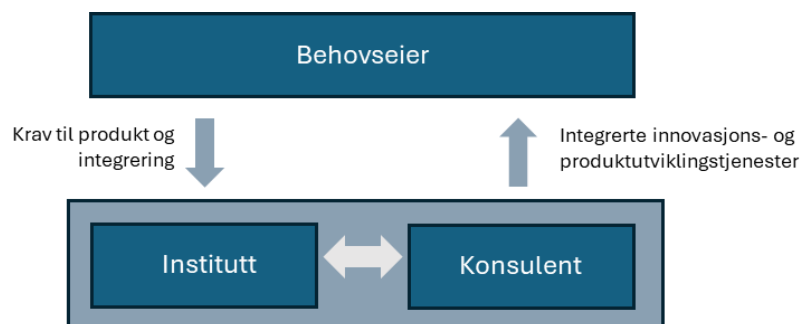 Behovseier
Krav til produkt og
integrering
Integrerte innovasjons- og
produktutviklingstjenester
Institutt
Konsulent